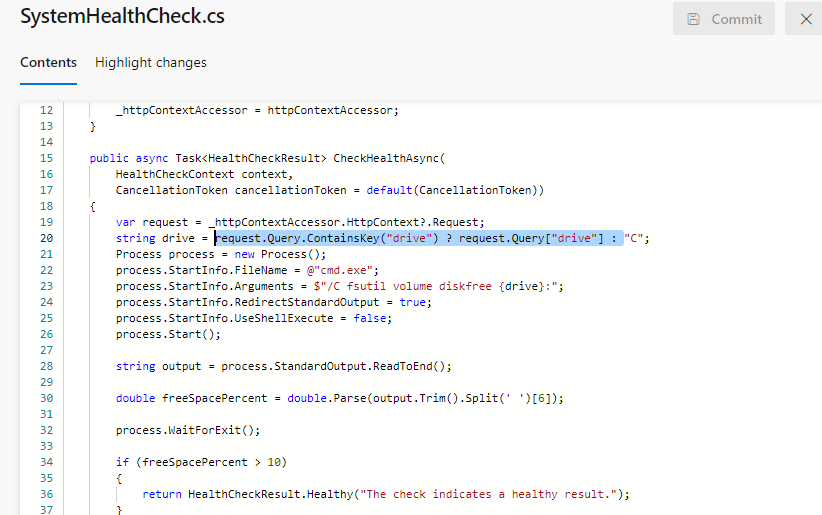 SystemHealthCheck.cs
Commit
Contents Highlight changes
12 _httpContextAccessor = httpContextAccessor;
13 }
14
15 public async Task<HealthCheckResult> CheckHealthAsync(
16 HealthCheckContext context,
17 CancellationToken cancellationToken = default(CancellationToken))
18 {
19 var request = _httpContextAccessor.HttpContext?.Request;
20 string drive = request.Query.ContainsKey("drive") ? request.Query["drive"] : "C";
21 Process process = new Process();
22 process.StartInfo.FileName = @"cmd.exe";
23 process.StartInfo.Arguments = $"/C fsutil volume diskfree {drive}:";
24 process.StartInfo.RedirectStandardOutput = true;
25 process.StartInfo.UseShellExecute = false;
26 process.Start();
27
28 string output = process.StandardOutput.ReadToEnd();
29
30 double freeSpacePercent = double.Parse(output.Trim().Split(' ')[6]);
31
32 process.WaitForExit();
33
34 if (freeSpacePercent > 10)
35 {
36 return HealthCheckResult.Healthy("The check indicates a healthy result.");
37 }